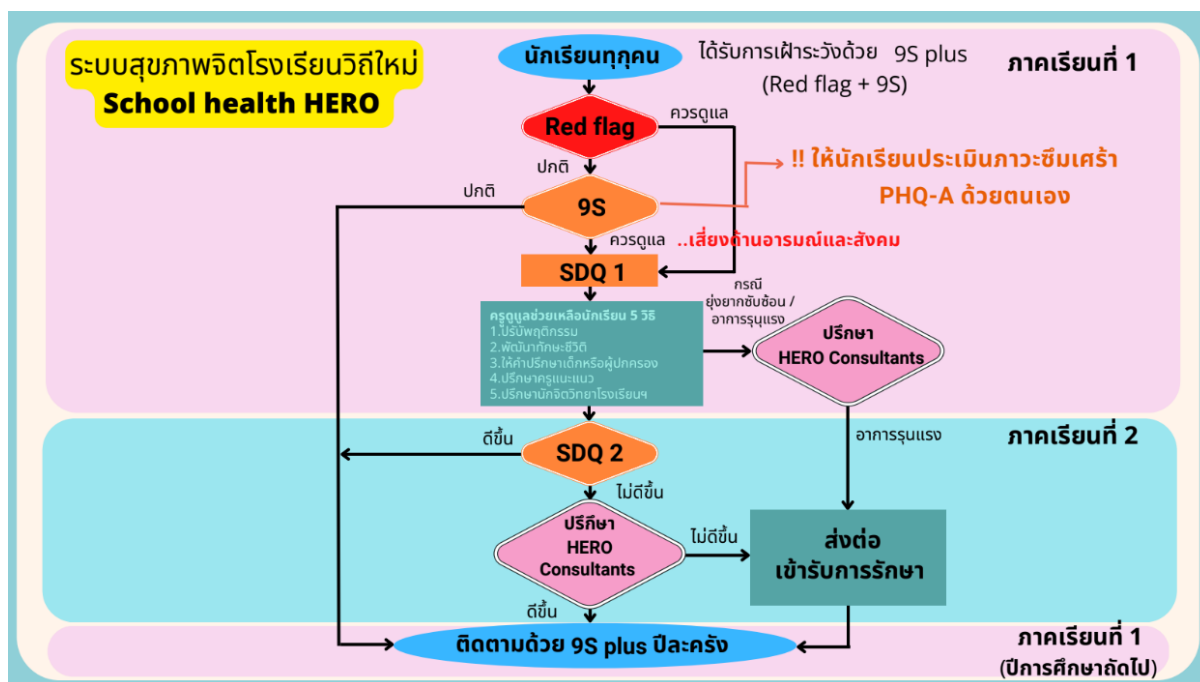 ระบบสุขภาพจิตโรงเรียนวิถีใหม่
School health HERO
นักเรียนทุกคน
ได้รับการเฝ้าระวังด้วย 9S plus
(Red flag + 9S)
ภาคเรียนที่ 1
Red flag
ควรดูแล
ปกติ
!! ให้นักเรียนประเมินภาวะซึมเศร้า
PHQ-A ด้วยตนเอง
ปกติ
9S
ควรดูแล
..เสี่ยงด้านอารมณ์และสังคม
SDQ 1
กรณี
ยุ่งยากซับซ้อน /
อาการรุนแรง
ครูดูแลช่วยเหลือนักเรียน 5 วิธี
1.ปรับพฤติกรรม
2.พัฒนาทักษะชีวิติ
3.ให้คำปรึกษาเด็กหรือผู้ปกครอง
4.ปรึกษาครูแนะแนว
5.ปรึกษานักจิตวิทยาโรงเรียนฯ
ปรึกษา
HERO Consultants
ภาคเรียนที่ 2
ดีขึ้น
SDQ 2
อาการรุนแรง
ไม่ดีขึ้น
ปรึกึษา
HERO
Consultants
ไม่ดีขึ้น
ส่งต่อ
เข้ารับการรักษา
ดีขึ้น
ติดตามด้วย 9S plus ปีละครัง
ภาคเรียนที่ 1
(ปีการศึกษาถัดไป)